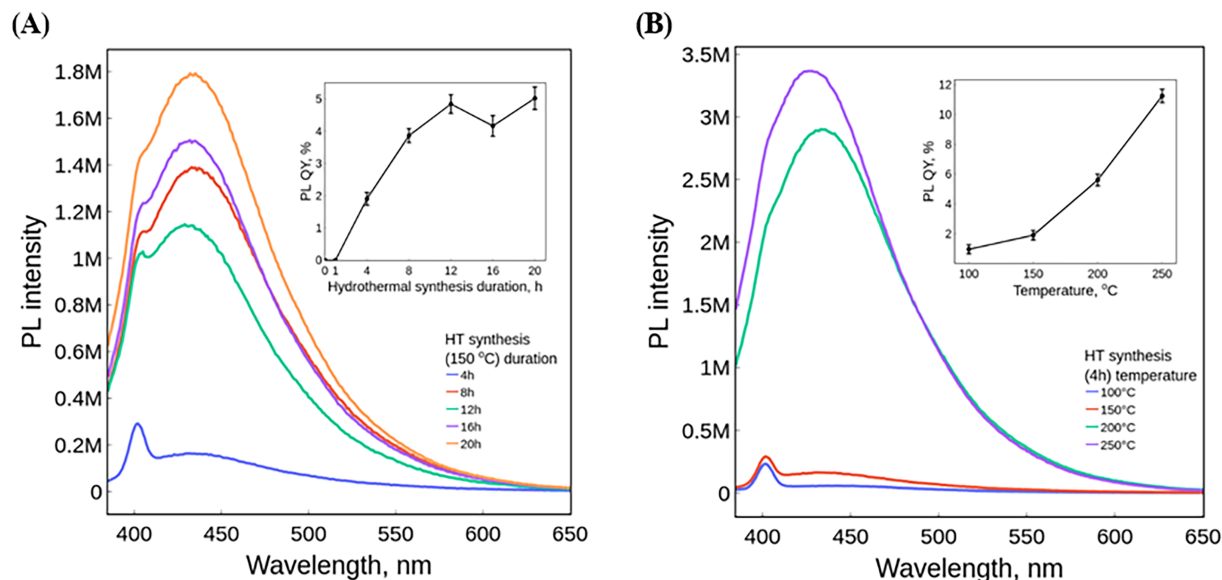 (A)
1.8M
1.6M
1.4M
1.2M
1M
0.8M
0.6M
0.4M
0.2M
0
PL intensity
400
450
500
550
600
650
Wavelength, nm
5
4
3
2
1
0
PL QY, %
0 1 4 8 12 16 20
Hydrothermal synthesis duration, h
HT synthesis
(150 °C) duration
4h
8h
12h
16h
20h
(B)
3.5M
3M
2.5M
2M
1.5M
1M
0.5M
0
PL intensity
400
450
500
550
600
650
Wavelength, nm
12
10
8
6
4
2
PL QY, %
100 150 200 250
Temperature, °C
HT synthesis
(4h) temperature
100°C
150°C
200°C
250°C